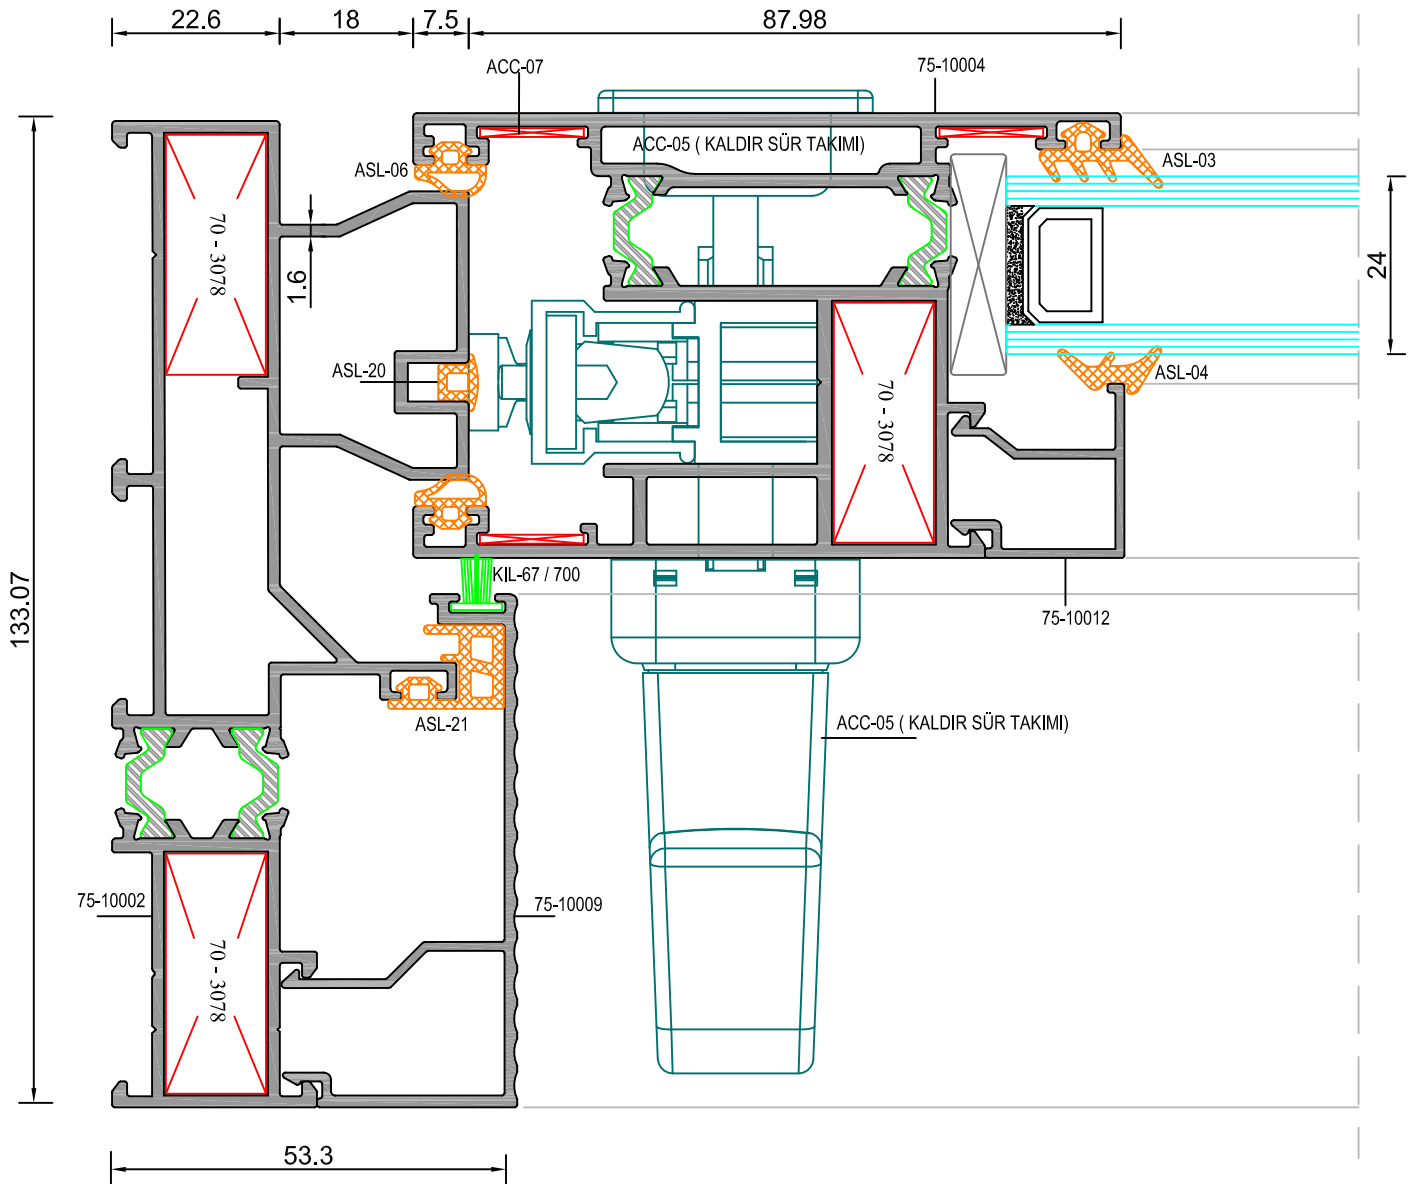 22.6
18
7.5
87.98
ACC-07
75-10004
ACC-05 ( KALDIR SÜR TAKIMI)
ASL-06
ASL-03
70 - 3078
1.6
24
ASL-20
ASL-04
70 - 3078
133.07
KIL-67 / 700
75-10012
ASL-21
ACC-05 ( KALDIR SÜR TAKIMI)
75-10002
75-10009
70 - 3078
53.3